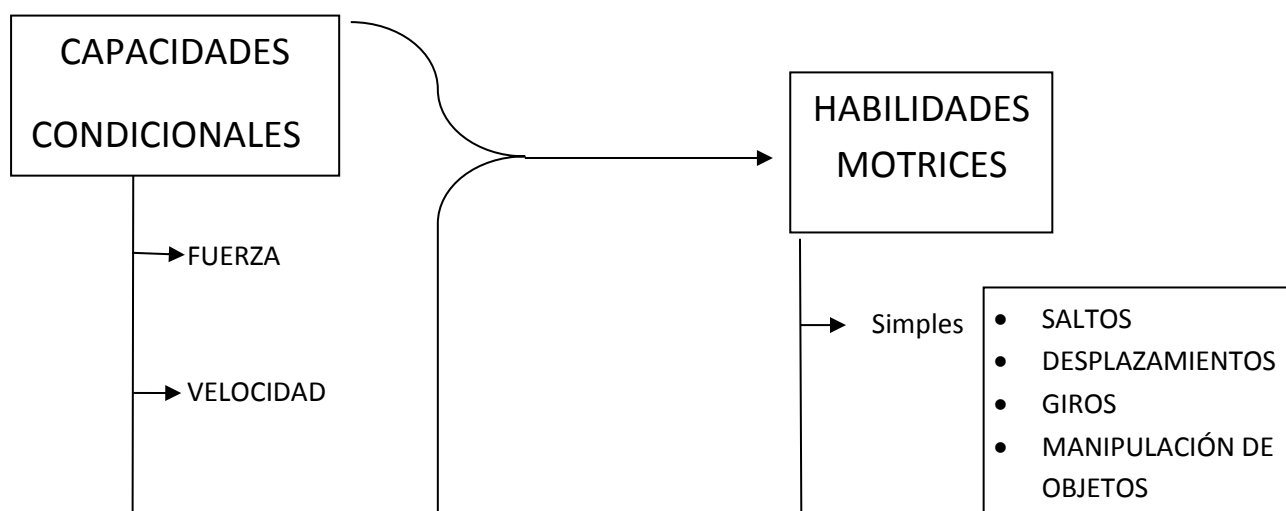 CAPACIDADES
CONDICIONALES
FUERZA
VELOCIDAD
HABILIDADES
MOTRICES
Simples
• SALTOS
• DESPLAZAMIENTOS
• GIROS
• MANIPULACIÓN DE
OBJETOS